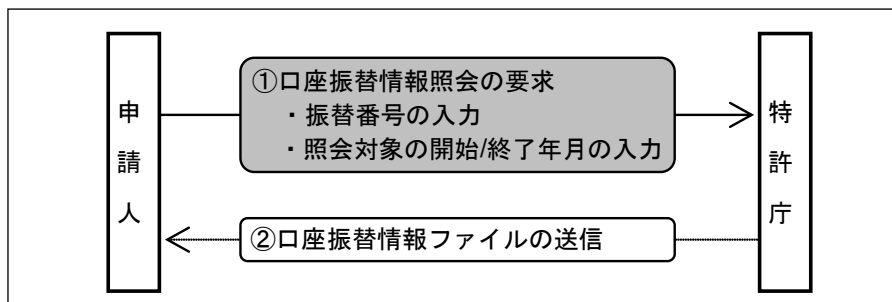 申請人
①口座振替情報照会の要求
・振替番号の入力
・照会対象の開始/終了年月の入力
②口座振替情報ファイルの送信
特許庁